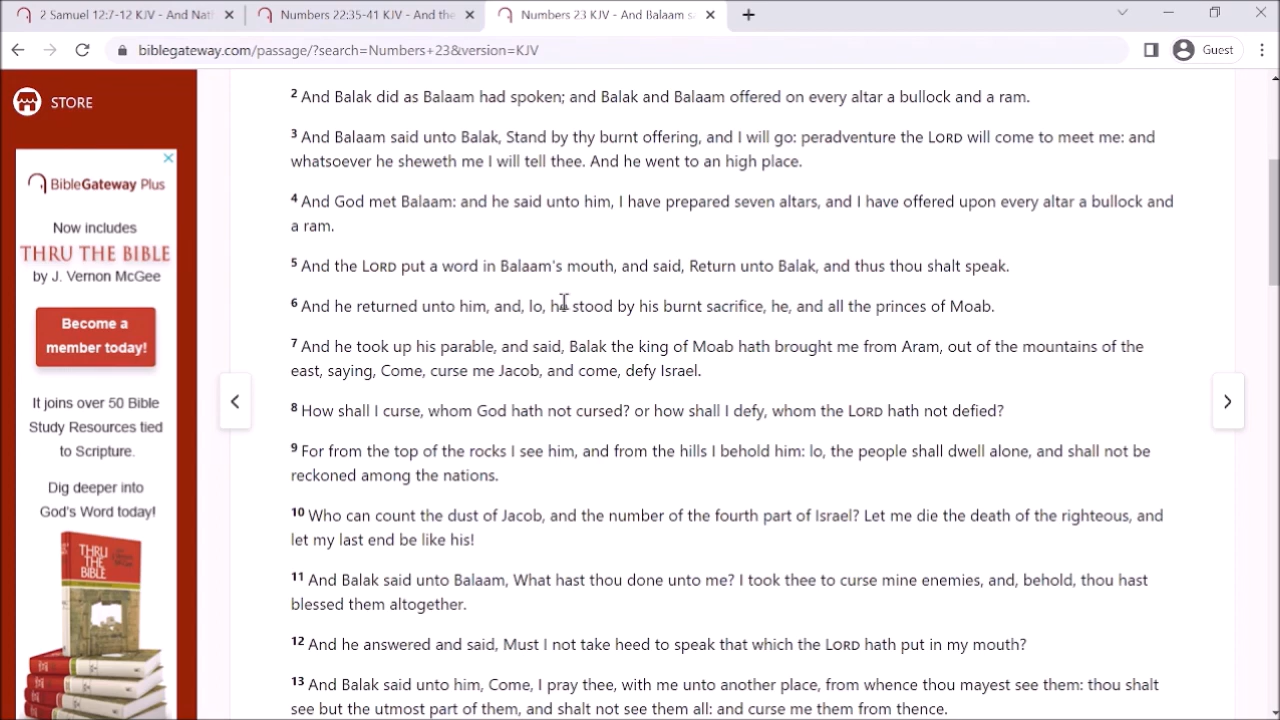 2 Samuel 12:7-12 KJV - And Nat
Numbers 22:35-41 KJV - And the
Numbers 23 KJV - And Balaam sa
biblegateway.com/passage/?search=Numbers+23&version=KJV
Guest
STORE
BibleGateway Plus
Now includes
THRU THE BIBLE
by J. Vernon McGee
Become a
member today!
It joins over 50 Bible
Study Resources tied
to Scripture.
Dig deeper into
God's Word today!
THRU
THE
BIBLE
2 And Balak did as Balaam had spoken; and Balak and Balaam offered on every altar a bullock and a ram.
3 And Balaam said unto Balak, Stand by thy burnt offering, and I will go: peradventure the LORD will come to meet me: and
whatsoever he sheweth me I will tell thee. And he went to an high place.
4 And God met Balaam: and he said unto him, I have prepared seven altars, and I have offered upon every altar a bullock and
a ram.
5 And the LORD put a word in Balaam's mouth, and said, Return unto Balak, and thus thou shalt speak.
6 And he returned unto him, and, lo, he stood by his burnt sacrifice, he, and all the princes of Moab.
7 And he took up his parable, and said, Balak the king of Moab hath brought me from Aram, out of the mountains of the
east, saying, Come, curse me Jacob, and come, defy Israel.
8 How shall I curse, whom God hath not cursed? or how shall I defy, whom the LORD hath not defied?
9 For from the top of the rocks I see him, and from the hills I behold him: lo, the people shall dwell alone, and shall not be
reckoned among the nations.
10 Who can count the dust of Jacob, and the number of the fourth part of Israel? Let me die the death of the righteous, and
let my last end be like his!
11 And Balak said unto Balaam, What hast thou done unto me? I took thee to curse mine enemies, and, behold, thou hast
blessed them altogether.
12 And he answered and said, Must I not take heed to speak that which the LORD hath put in my mouth?
13 And Balak said unto him, Come, I pray thee, with me unto another place, from whence thou mayest see them: thou shalt
see but the utmost part of them, and shalt not see them all: and curse me them from thence.